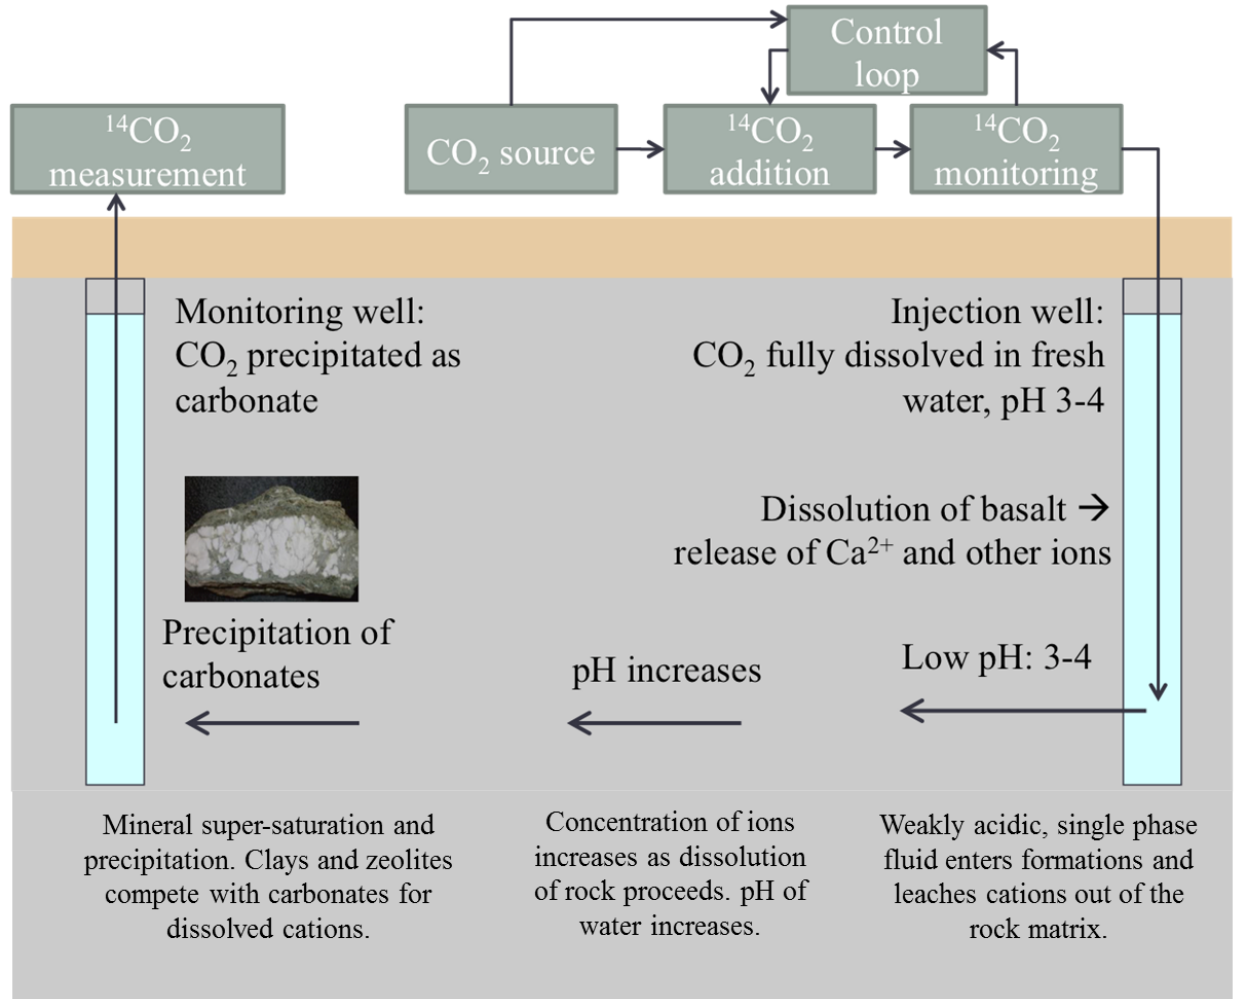 Control
loop
¹⁴CO₂
measurement
CO₂ source
¹⁴CO₂
addition
¹⁴CO₂
monitoring
Monitoring well:
CO₂ precipitated as
carbonate
Injection well:
CO₂ fully dissolved in fresh
water, pH 3-4
Dissolution of basalt →
release of Ca²⁺ and other ions
Precipitation of
carbonates
pH increases
Low pH: 3-4
Mineral super-saturation and
precipitation. Clays and zeolites
compete with carbonates for
dissolved cations.
Concentration of ions
increases as dissolution
of rock proceeds. pH of
water increases.
Weakly acidic, single phase
fluid enters formations and
leaches cations out of the
rock matrix.